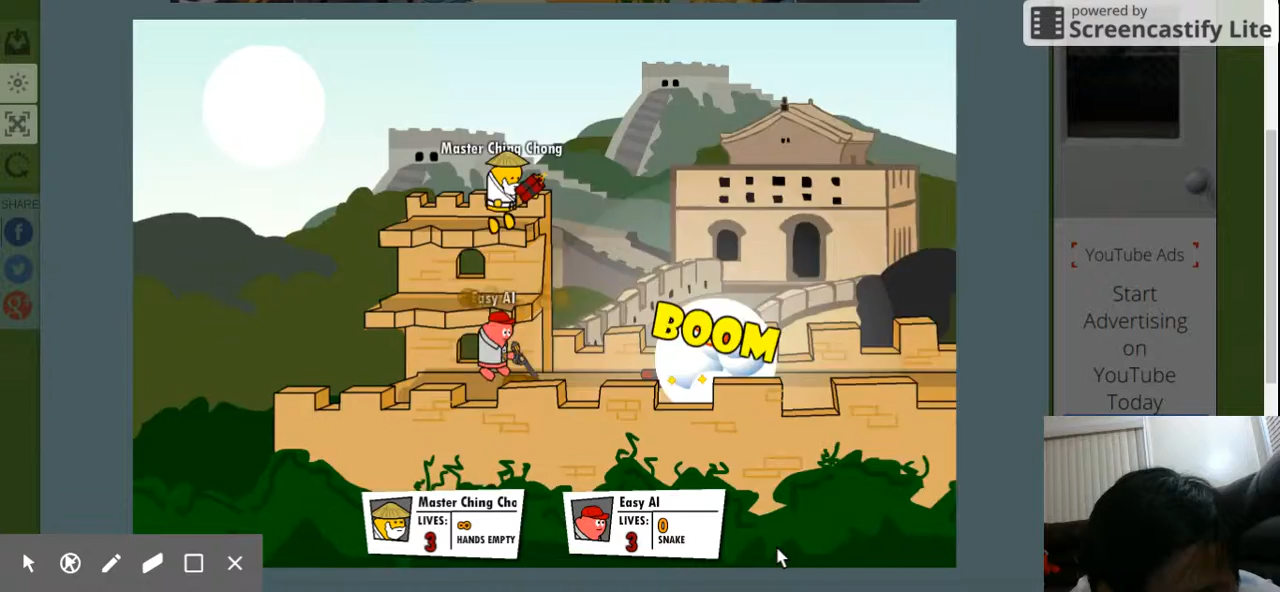 powered by
Screencastify Lite
Master Ching Chong
SHARE
YouTube Ads
Easy AI
Start
Advertising
on
YouTube
Today
BOOM
Master Ching Cho
LIVES:
3
∞
HANDS EMPTY
Easy AI
LIVES:
3
0
SNAKE